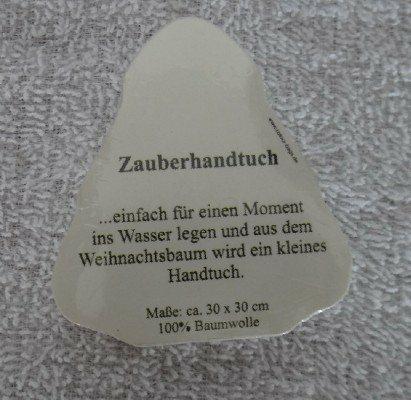 Zauberhandtuch
...einfach für einen Moment
ins Wasser legen und aus dem
Weihnachtsbaum wird ein kleines
Handtuch.
Maße: ca. 30 x 30 cm
100% Baumwolle